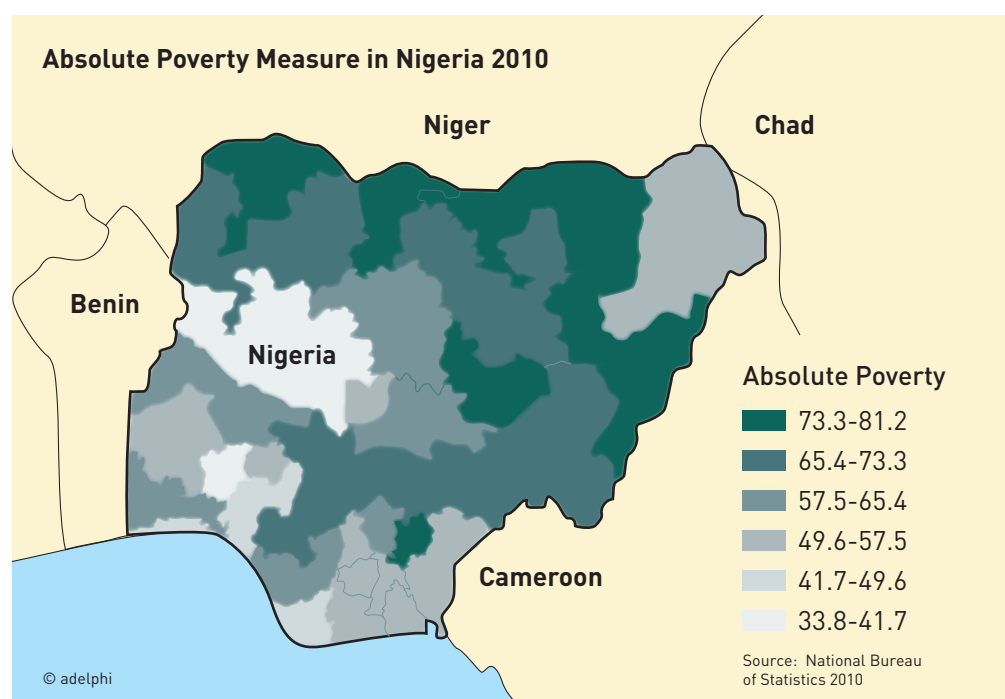 Absolute Poverty Measure in Nigeria 2010
Niger
Chad
Benin
Nigeria
Cameroon
Absolute Poverty
73.3-81.2
65.4-73.3
57.5-65.4
49.6-57.5
41.7-49.6
33.8-41.7
Source: National Bureau
of Statistics 2010
© adelphi